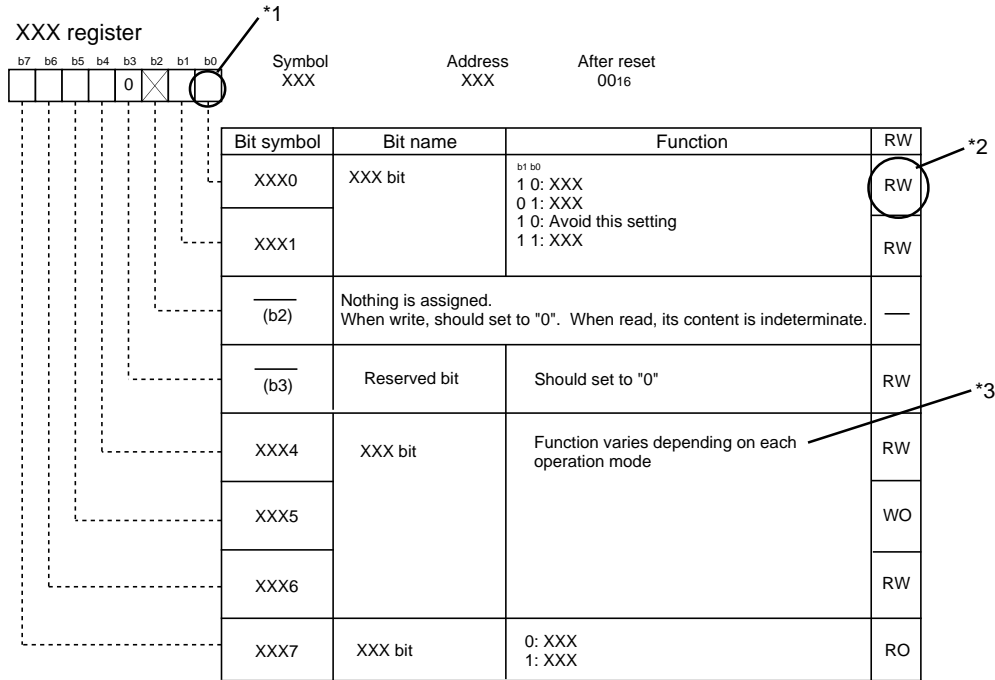 *1
XXX register
b7 b6 b5 b4 b3 b2 b1 b0
0
Symbol Address After reset
XXX XXX 0016
Bit symbol Bit name Function RW
*2
XXX0 XXX bit
b1 b0
1 0: XXX
0 1: XXX
1 0: Avoid this setting
1 1: XXX
RW
XXX1 RW
(b2)
Nothing is assigned.
When write, should set to "0". When read, its content is indeterminate.
—
(b3) Reserved bit Should set to "0" RW
*3
XXX4 XXX bit
Function varies depending on each
operation mode
RW
XXX5 WO
XXX6 RW
XXX7 XXX bit
0: XXX
1: XXX
RO